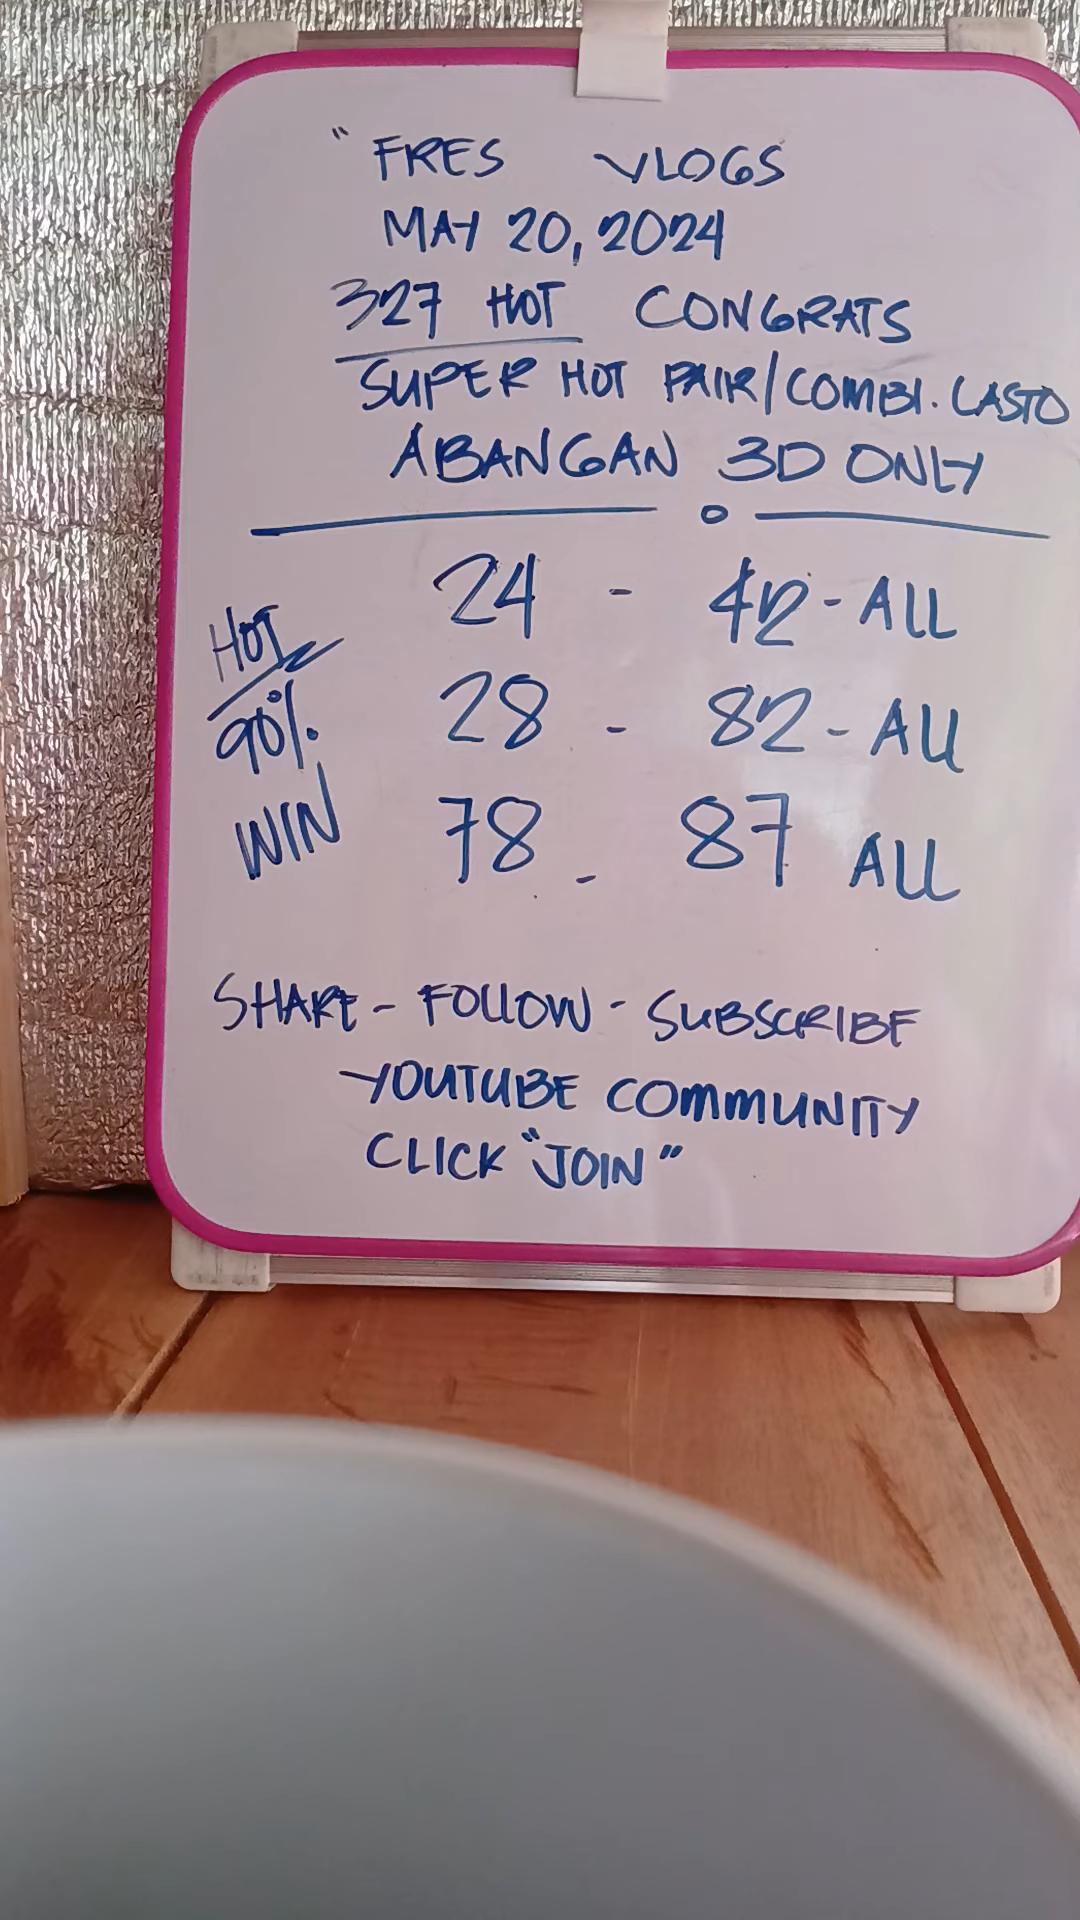 " FRES VLOGS
MAY 20, 2024
327 HOT CONGRATS
SUPER HOT PAIR/COMBI. LASTO
ABANGAN 3D ONLY
24 - 42 - ALL
HOT
90%
WIN
28 - 82 - ALL
78 - 87 ALL
SHARE - FOLLOW - SUBSCRIBE
YOUTUBE COMMUNITY
CLICK "JOIN"